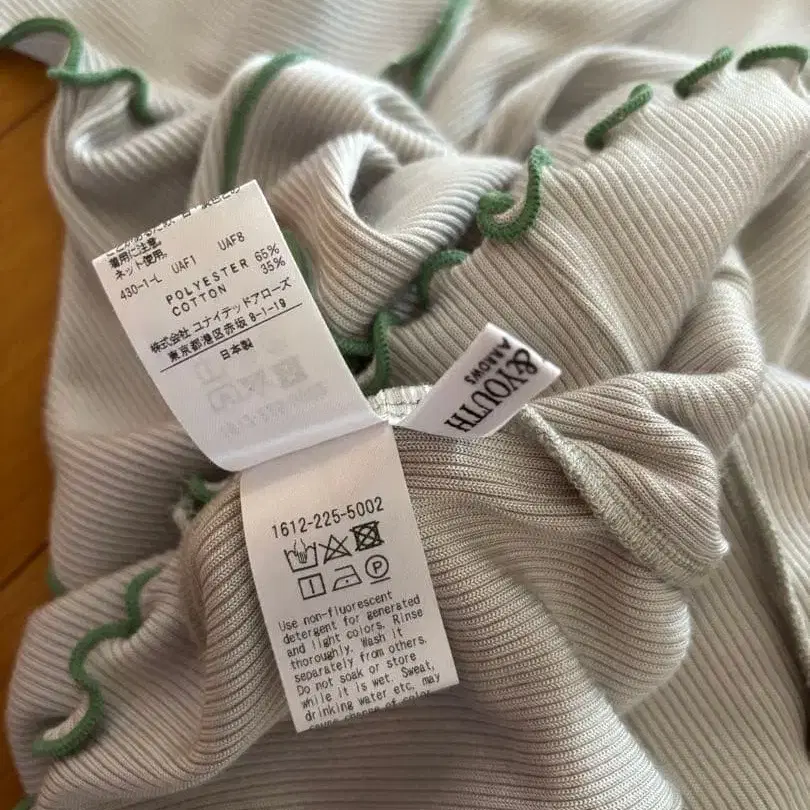 着用に注意
ネット使用。
430-1-L UAF1 UAF8
POLYESTER 65%
COTTON 35%
株式会社 ユナイテッドアローズ
東京都港区赤坂 8-1-19
日本製
&YOUTH
ARROWS
1612-225-5002
Use non-fluorescent
detergent for generated
and light colors. Rinse
thoroughly. Wash it
separately from others.
Do not soak or store
while it is wet. Sweat,
drinking water etc. may
cause change of color